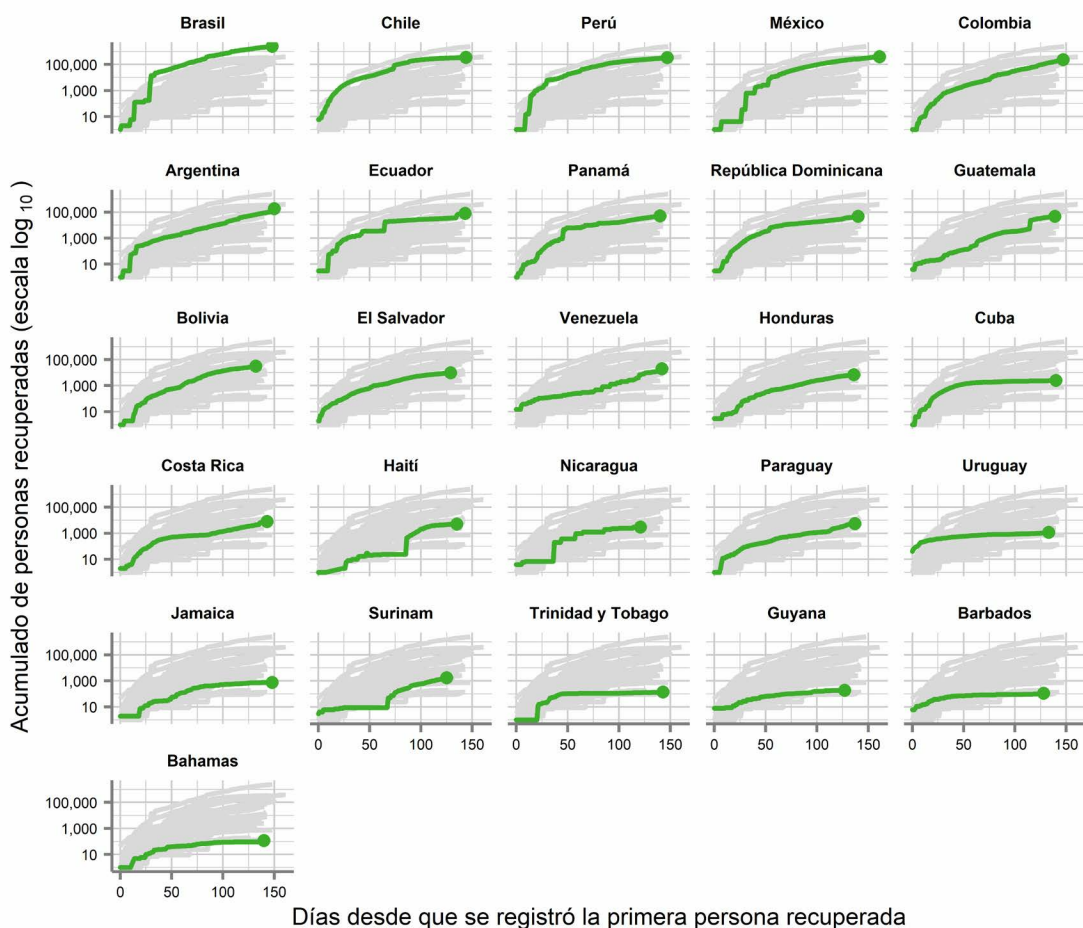 Brasil
Chile
Perú
México
Colombia
100,000
1,000
10
Argentina
Ecuador
Panamá
República Dominicana
Guatemala
100,000
1,000
10
Bolivia
El Salvador
Venezuela
Honduras
Cuba
100,000
1,000
10
Costa Rica
Haití
Nicaragua
Paraguay
Uruguay
100,000
1,000
10
Jamaica
Surinam
Trinidad y Tobago
Guyana
Barbados
100,000
1,000
10
0 50 100 150
0 50 100 150
0 50 100 150
0 50 100 150
Bahamas
100,000
1,000
10
0 50 100 150
Acumulado de personas recuperadas (escala log 10 )
Días desde que se registró la primera persona recuperada